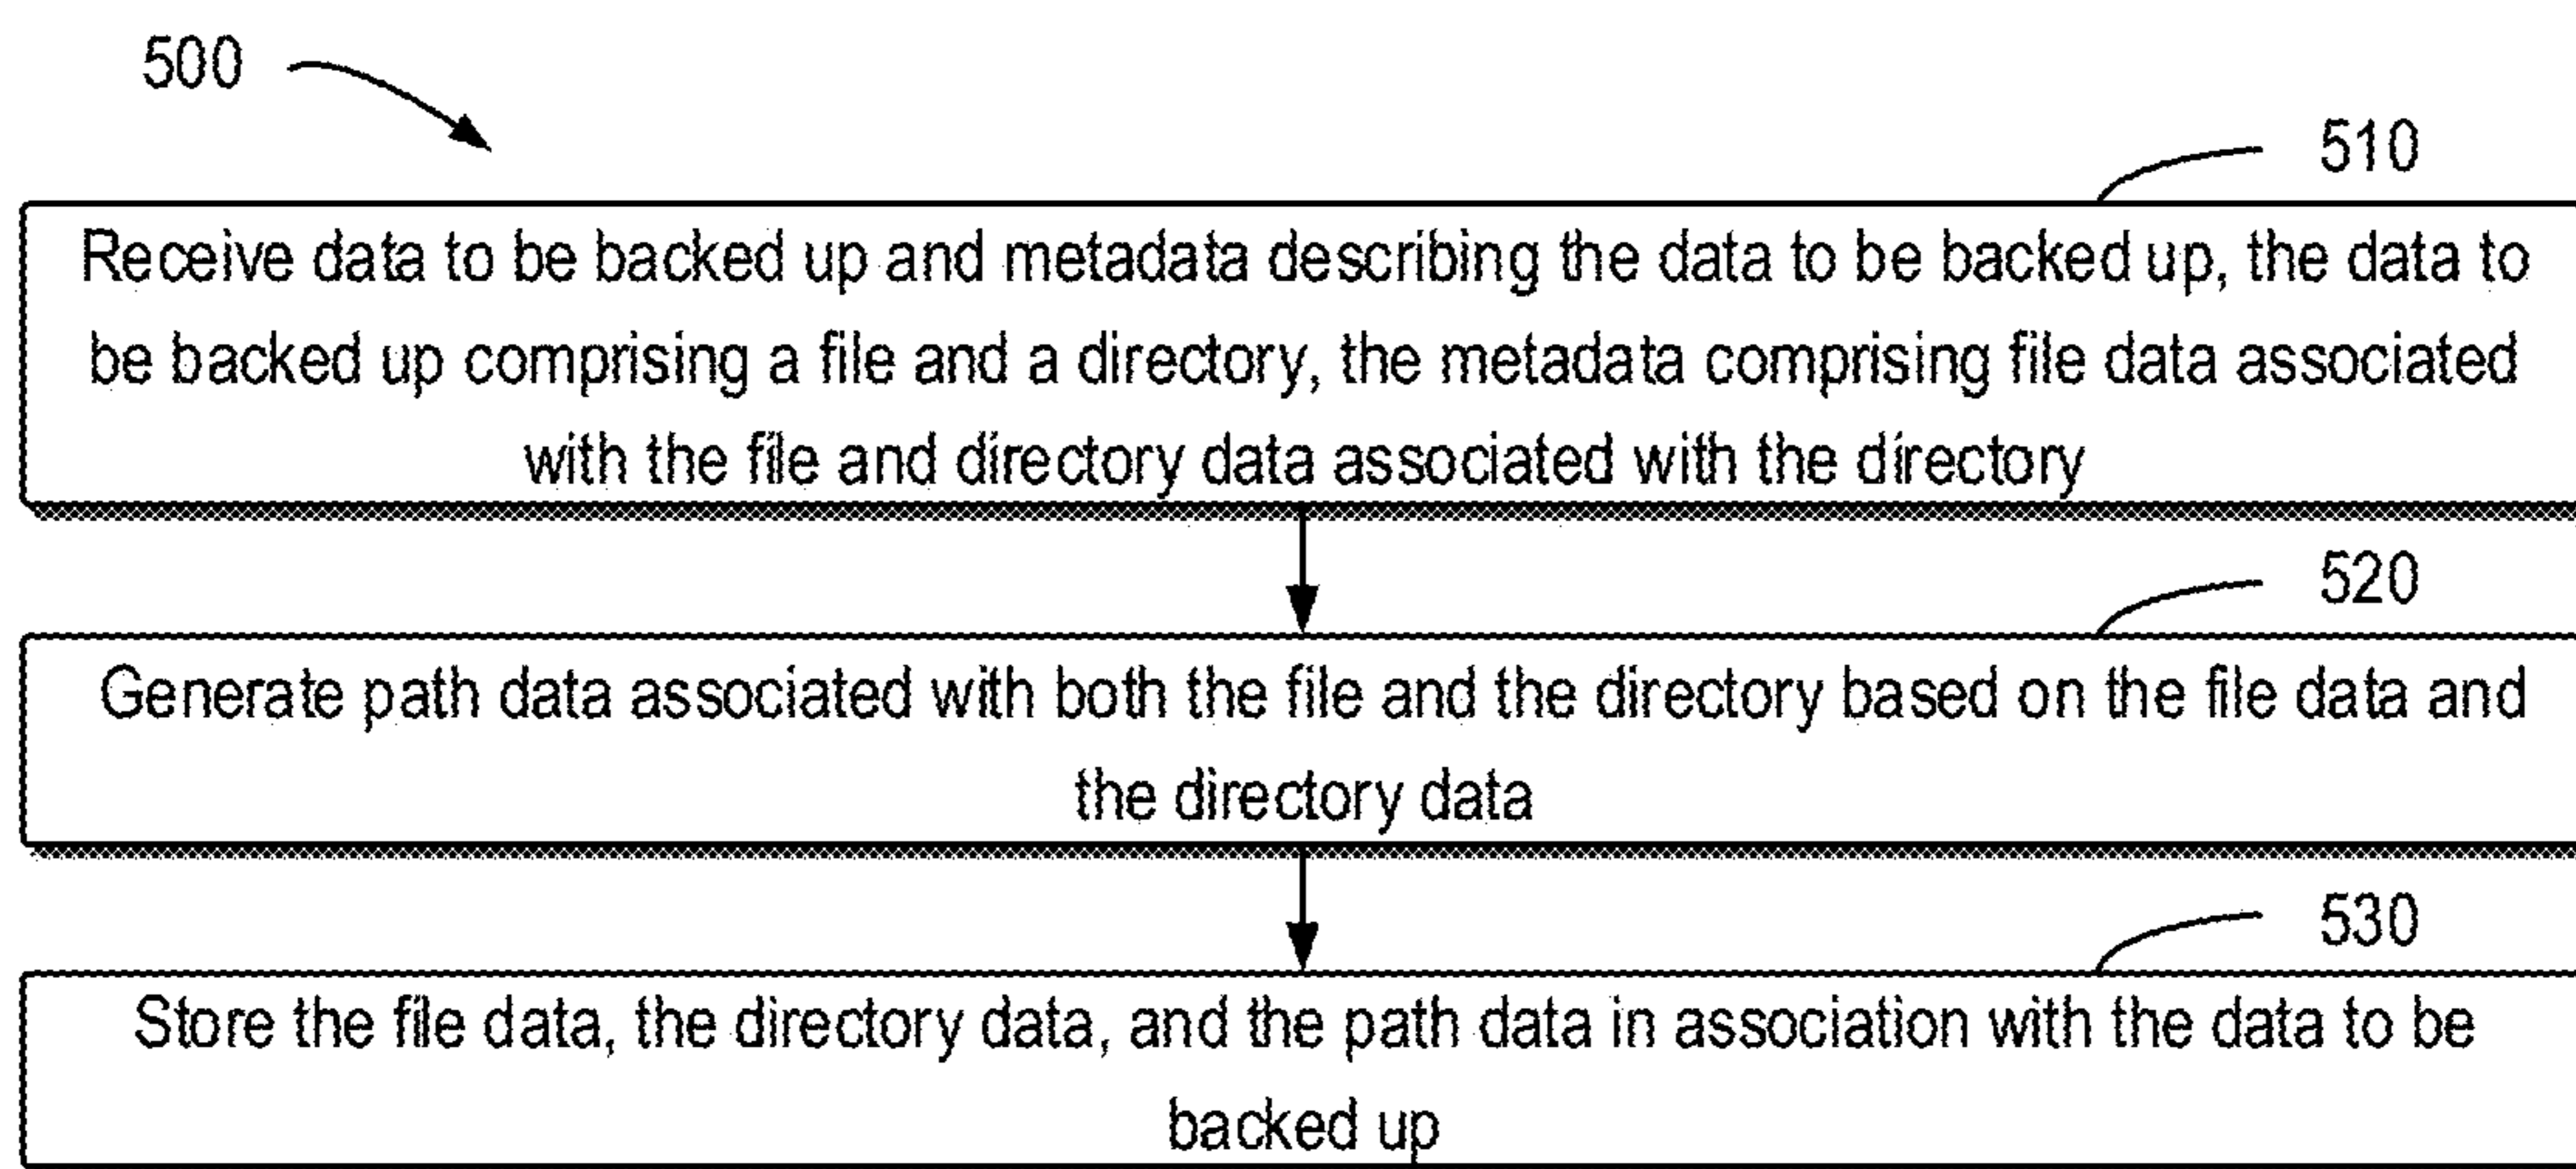 500
510
Receive data to be backed up and metadata describing the data to be backed up, the data to
be backed up comprising a file and a directory, the metadata comprising file data associated
with the file and directory data associated with the directory
520
Generate path data associated with both the file and the directory based on the file data and
the directory data
530
Store the file data, the directory data, and the path data in association with the data to be
backed up